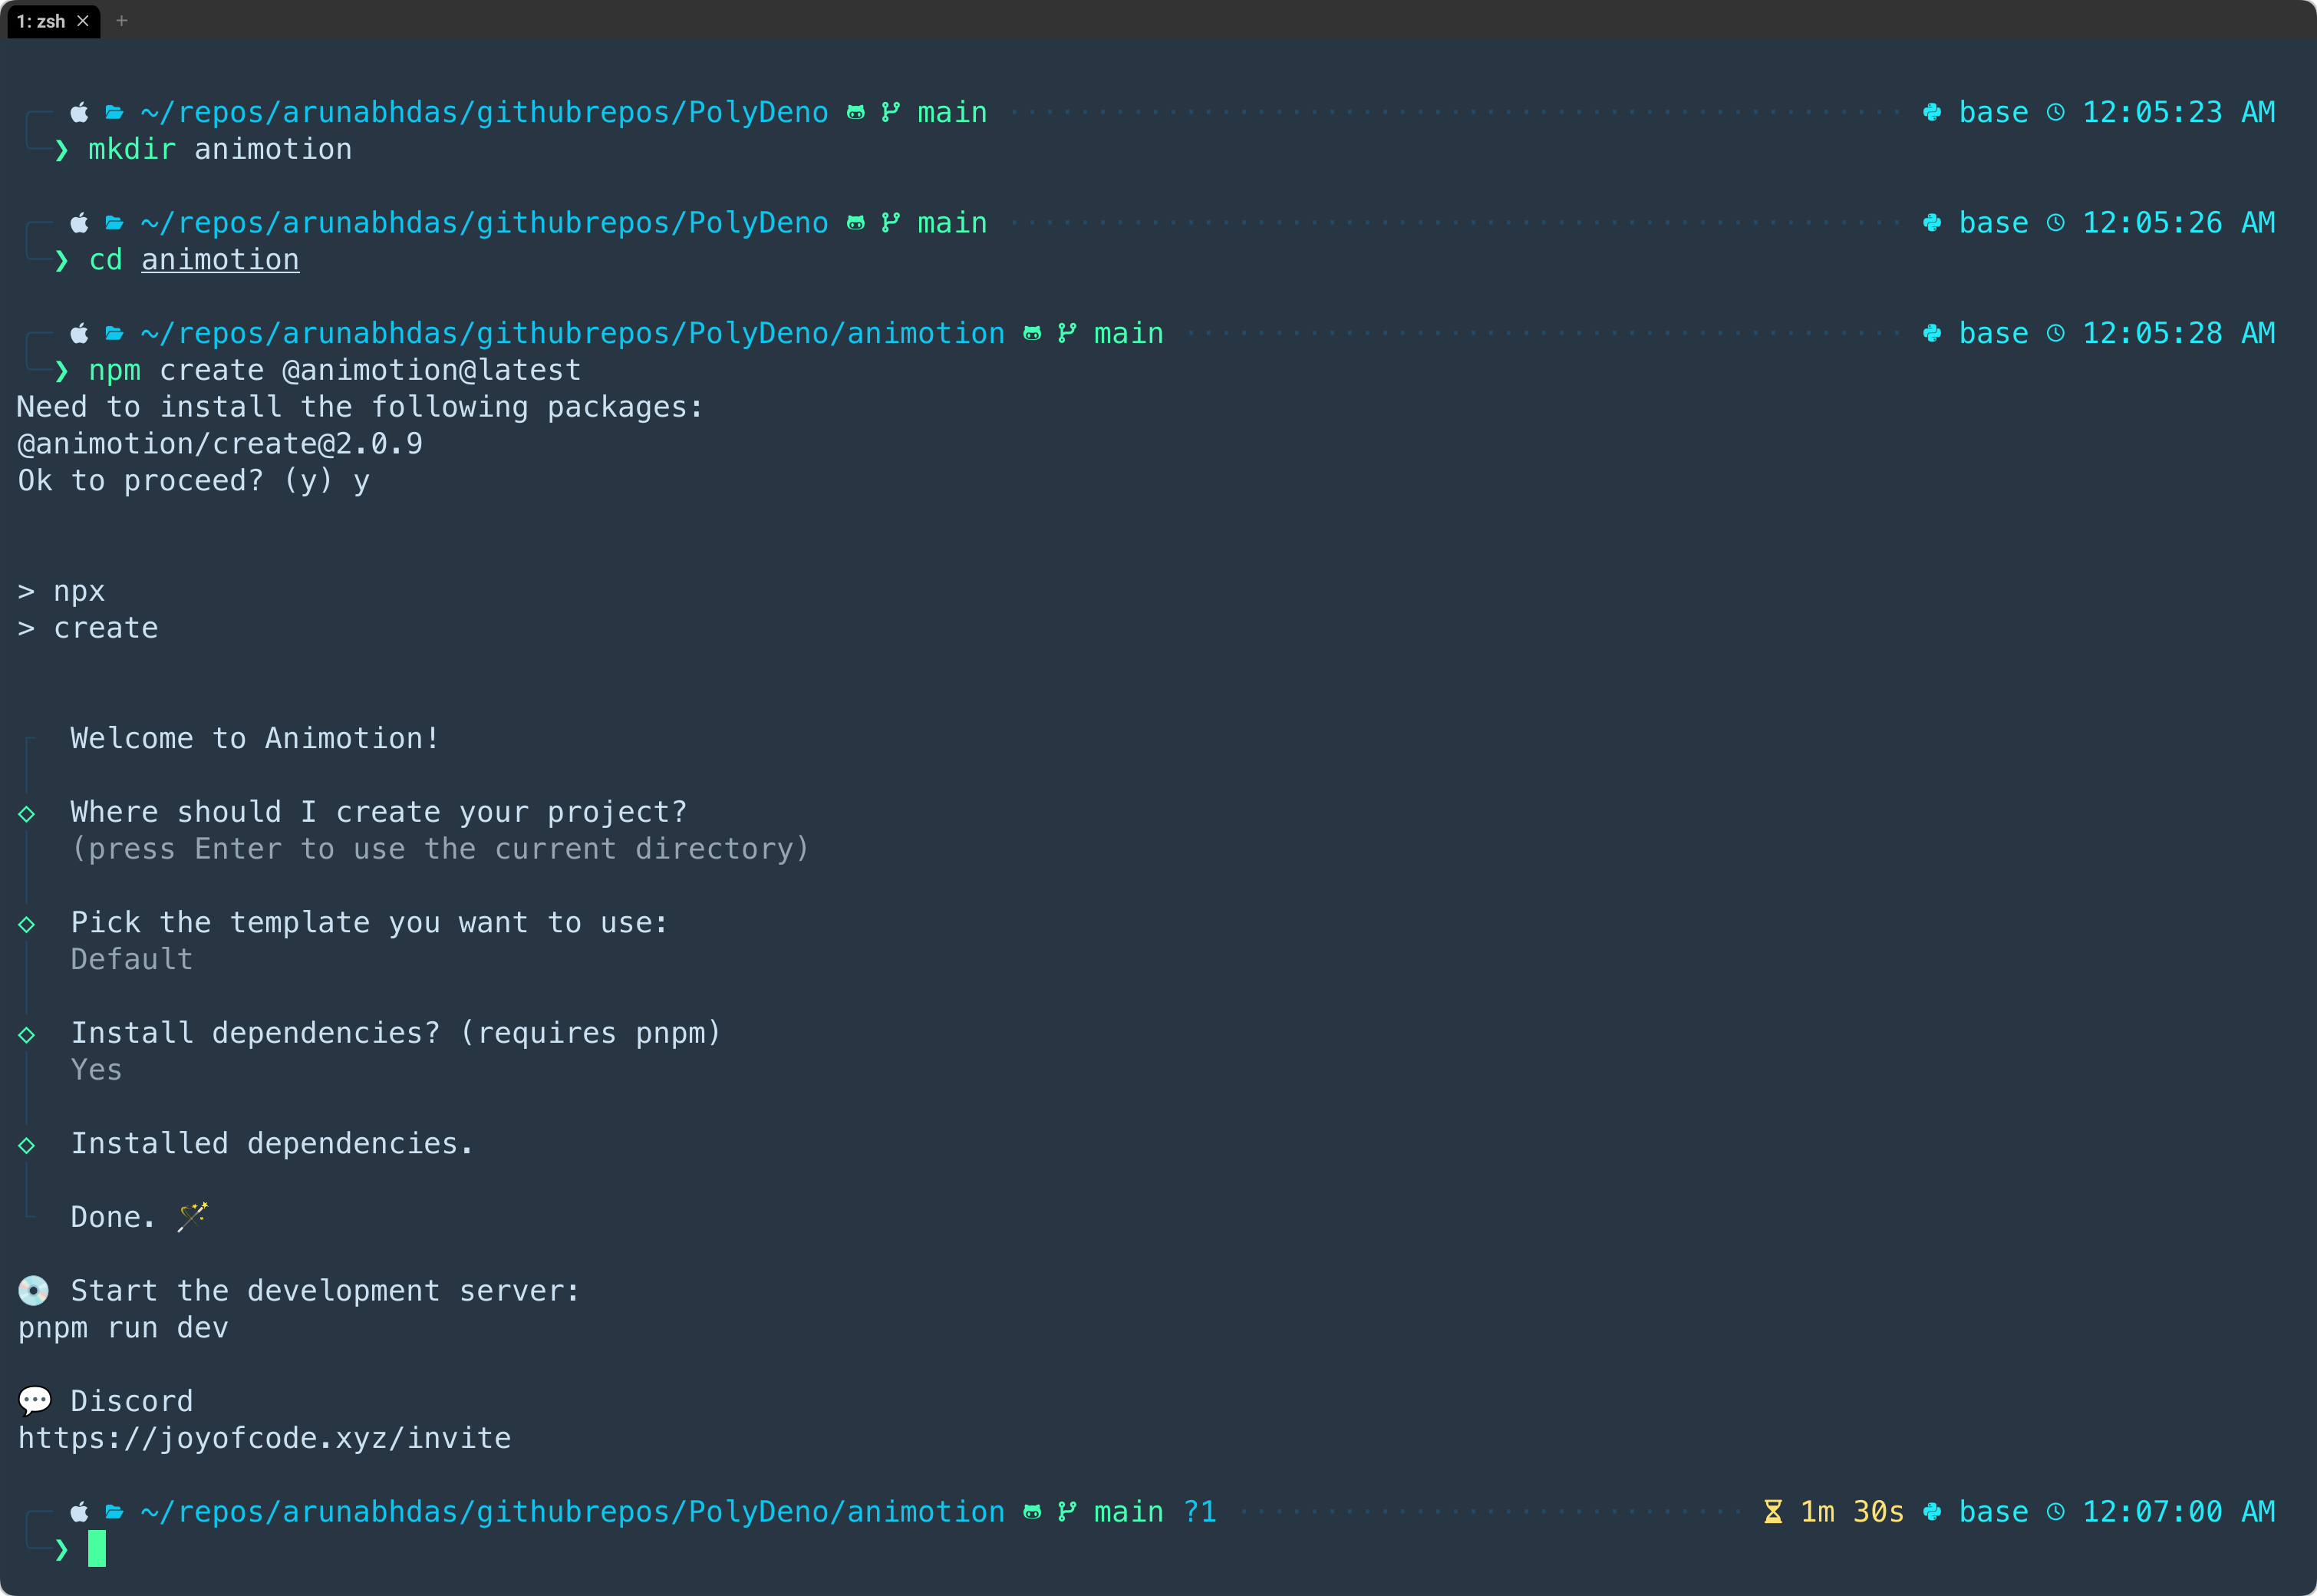 1: zsh × +
~/repos/arunabhdas/githubrepos/PolyDeno main base 12:05:23 AM
❯ mkdir animotion
~/repos/arunabhdas/githubrepos/PolyDeno main base 12:05:26 AM
❯ cd animotion
~/repos/arunabhdas/githubrepos/PolyDeno/animotion main base 12:05:28 AM
❯ npm create @animotion@latest
Need to install the following packages:
@animotion/create@2.0.9
Ok to proceed? (y) y
> npx
> create
Welcome to Animotion!
◇ Where should I create your project?
(press Enter to use the current directory)
◇ Pick the template you want to use:
Default
◇ Install dependencies? (requires pnpm)
Yes
◇ Installed dependencies.
Done. 🪄
💿 Start the development server:
pnpm run dev
💬 Discord
https://joyofcode.xyz/invite
~/repos/arunabhdas/githubrepos/PolyDeno/animotion main ?1 1m 30s base 12:07:00 AM
❯